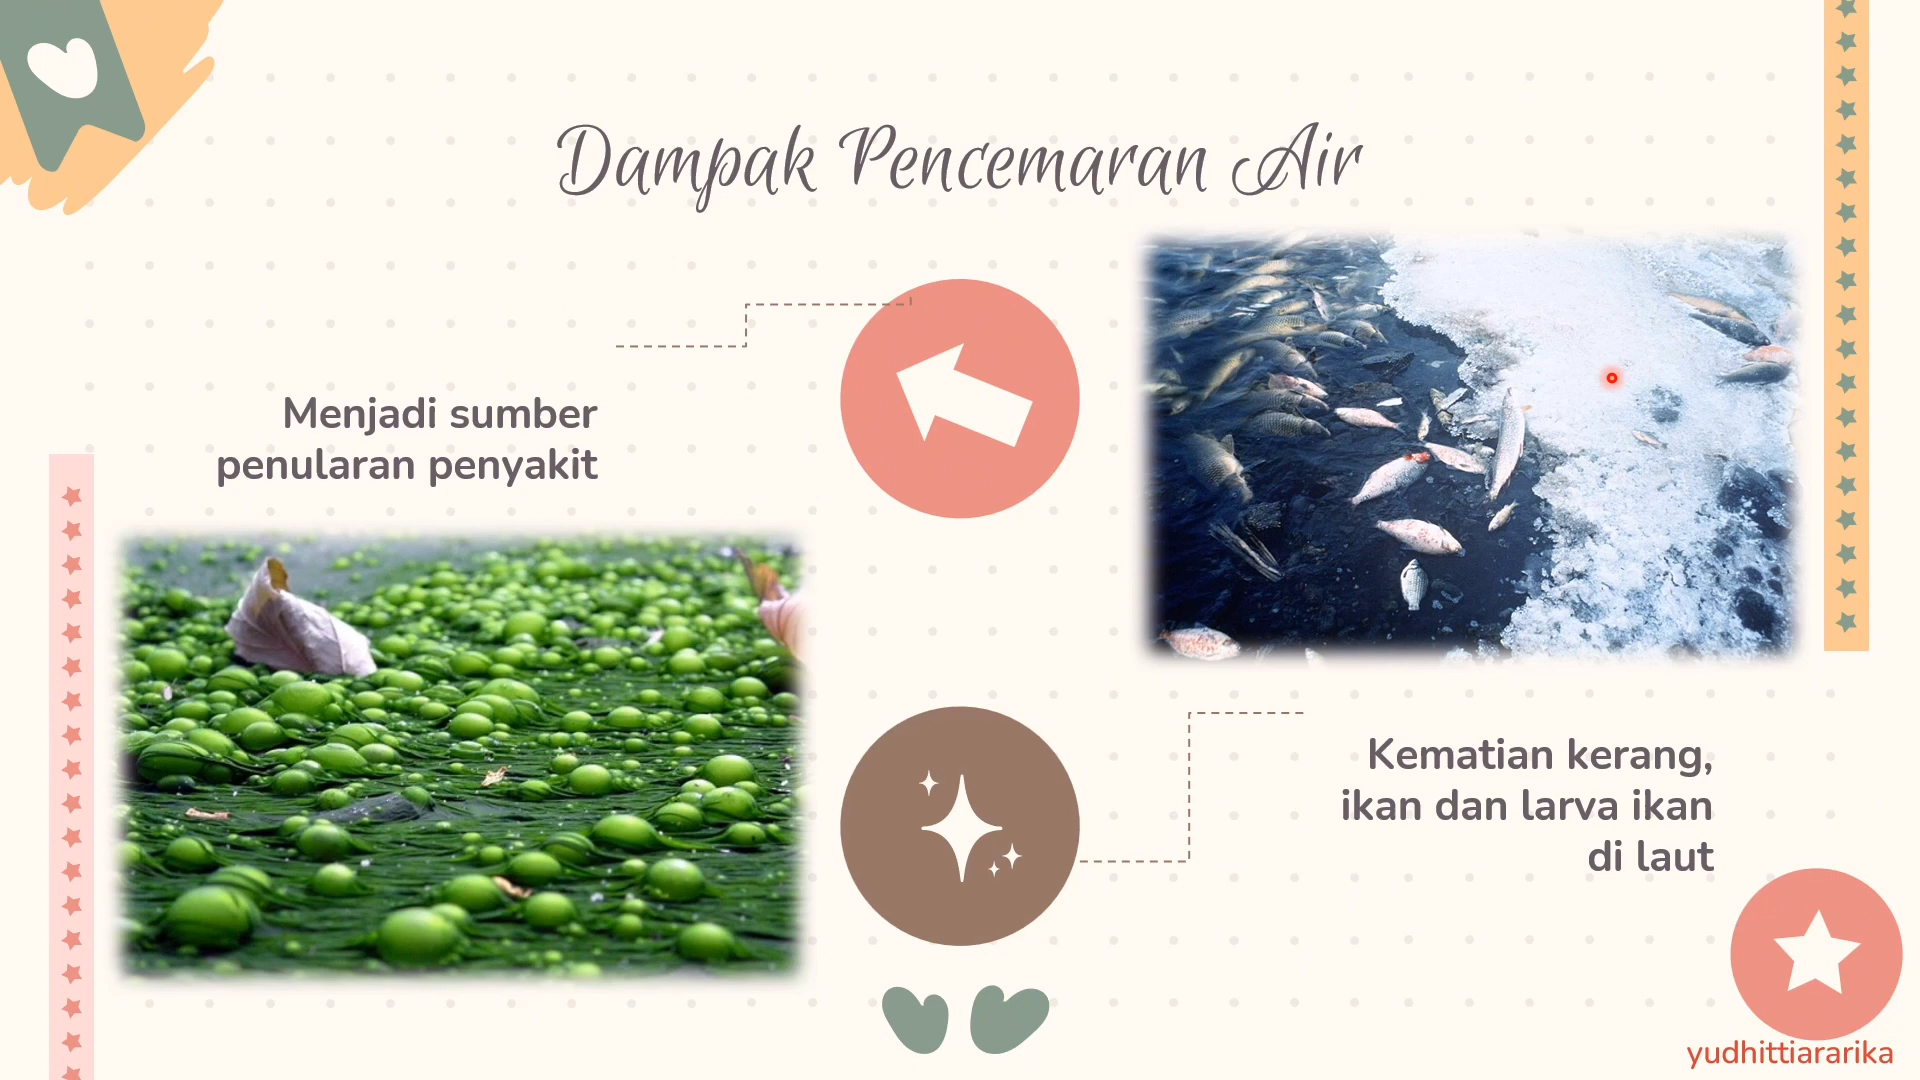 Dampak Pencemaran Air
Menjadi sumber
penularan penyakit
Kematian kerang,
ikan dan larva ikan
di laut
yudhittiararika